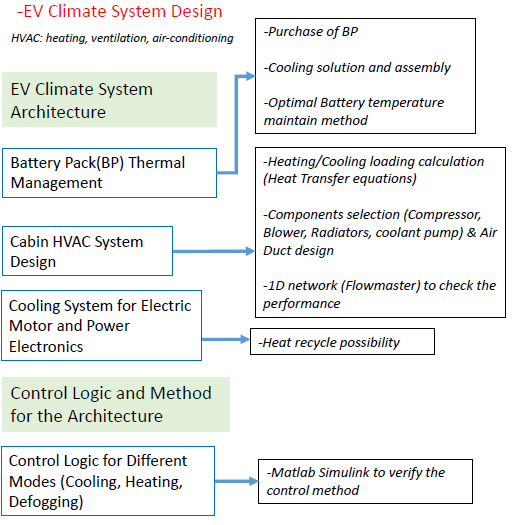 -EV Climate System Design
HVAC: heating, ventilation, air-conditioning
-Purchase of BP
-Cooling solution and assembly
-Optimal Battery temperature
maintain method
EV Climate System
Architecture
Battery Pack(BP) Thermal
Management
-Heating/Cooling loading calculation
(Heat Transfer equations)
-Components selection (Compressor,
Blower, Radiators, coolant pump) & Air
Duct design
-1D network (Flowmaster) to check the
performance
Cabin HVAC System
Design
Cooling System for Electric
Motor and Power
Electronics
-Heat recycle possibility
Control Logic and Method
for the Architecture
Control Logic for Different
Modes (Cooling, Heating,
Defogging)
-Matlab Simulink to verify the
control method